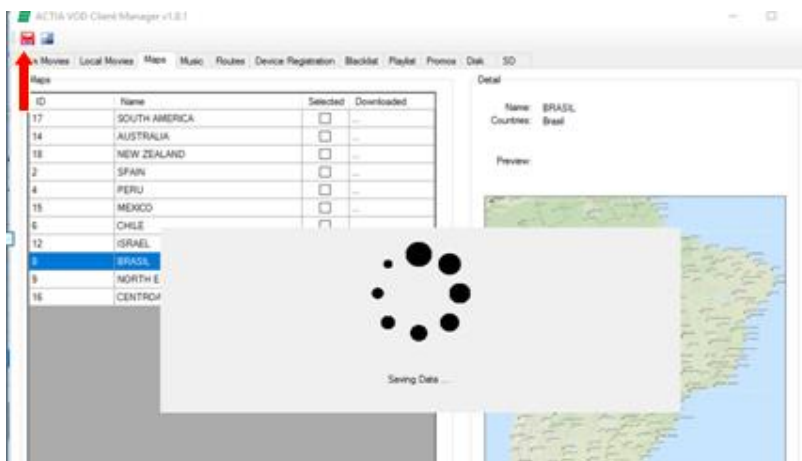 ACTIA VOD Client Manager v1.8.1
Movies Local Movies Maps Music Routes Device Registration Blacklist Playlist Promos Disk SD
Maps
ID Name Selected Downloaded
17 SOUTH AMERICA ...
14 AUSTRALIA ...
18 NEW ZEALAND ...
2 SPAIN ...
4 PERU ...
15 MEXICO ...
6 CHILE
12 ISRAEL
BRASIL
9 NORTH E
16 CENTROA
Detail
Name: BRASIL
Countries: Brasil
Preview:
Saving Data ...